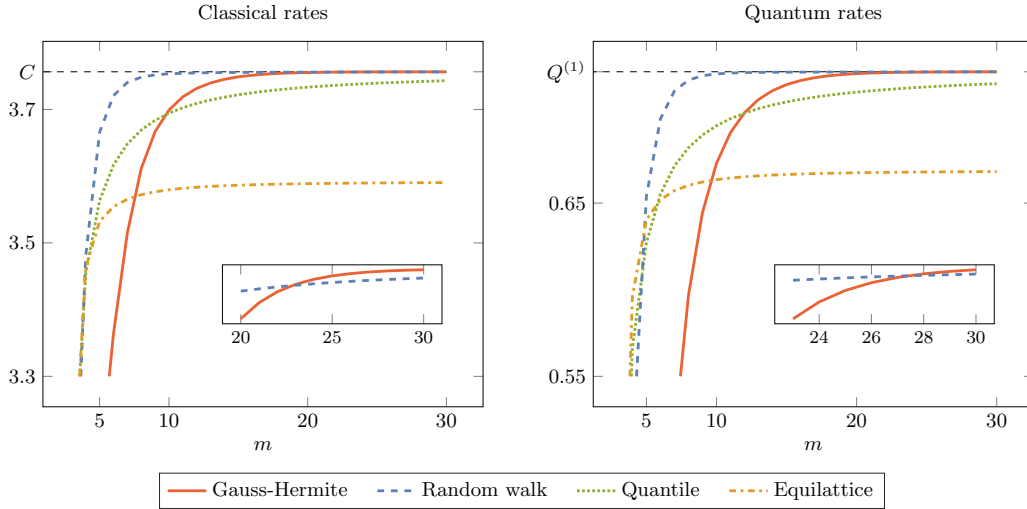 Classical rates
C
3.7
3.5
3.3
5 10 20 30
m
20 25 30
Quantum rates
Q(1)
0.65
0.55
5 10 20 30
m
24 26 28 30
Gauss-Hermite Random walk Quantile Equilattice